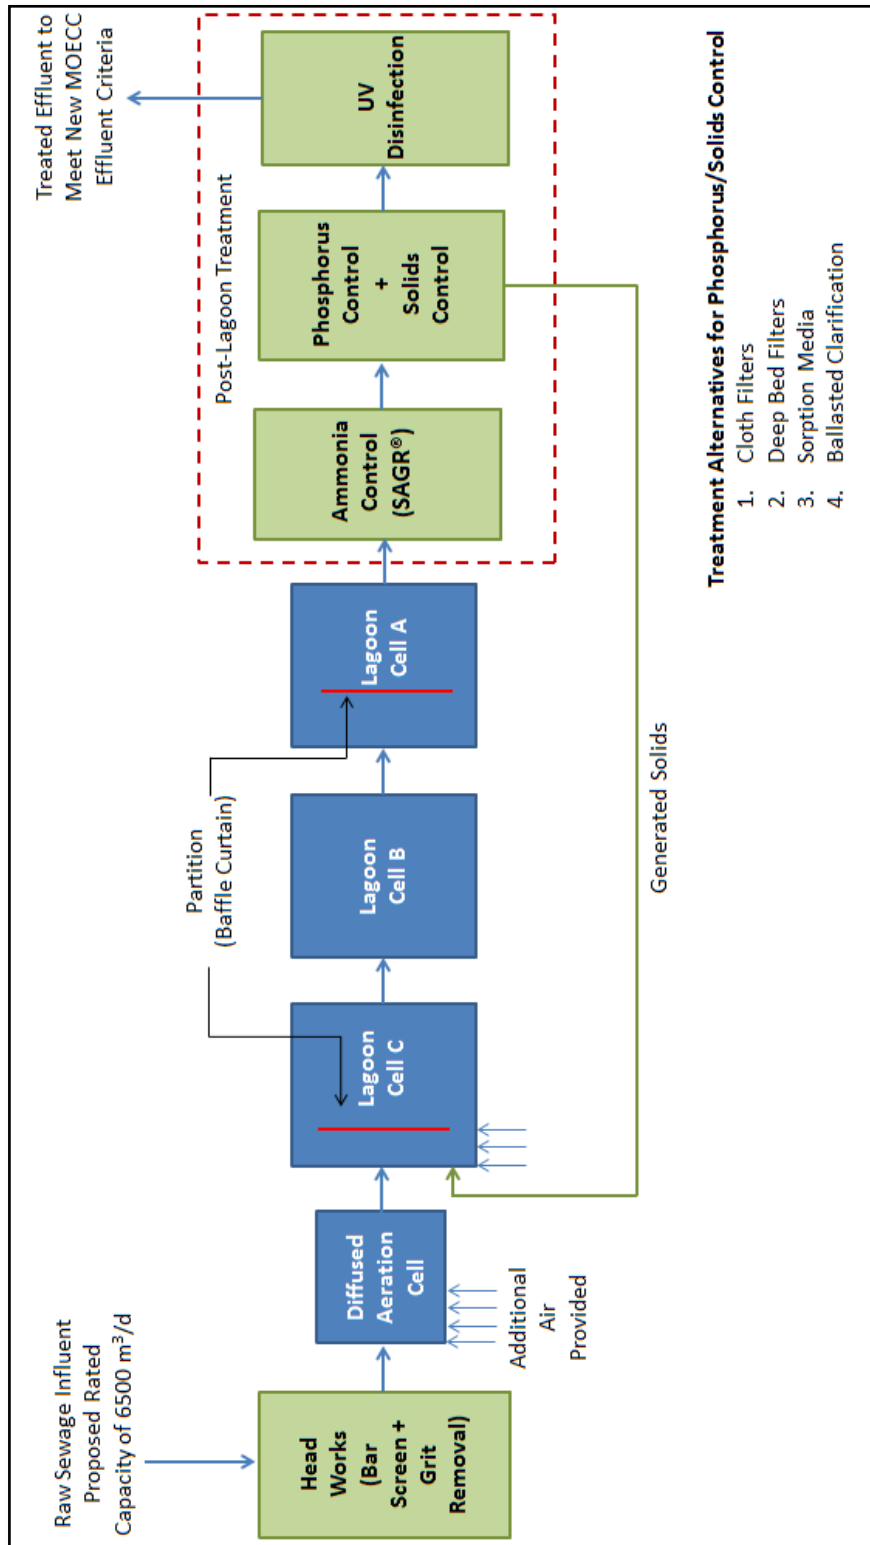 Raw Sewage Influent
Proposed Rated
Capacity of 6500 m³/d
Head
Works
(Bar
Screen +
Grit
Removal)
Diffused
Aeration
Cell
Additional
Air
Provided
Partition
(Baffle Curtain)
Lagoon
Cell C
Lagoon
Cell B
Lagoon
Cell A
Post-Lagoon Treatment
Ammonia
Control
(SAGR®)
Phosphorus
Control
+
Solids
Control
UV
Disinfection
Treated Effluent to
Meet New MOECC
Effluent Criteria
Generated Solids
Treatment Alternatives for Phosphorus/Solids Control
1. Cloth Filters
2. Deep Bed Filters
3. Sorption Media
4. Ballasted Clarification